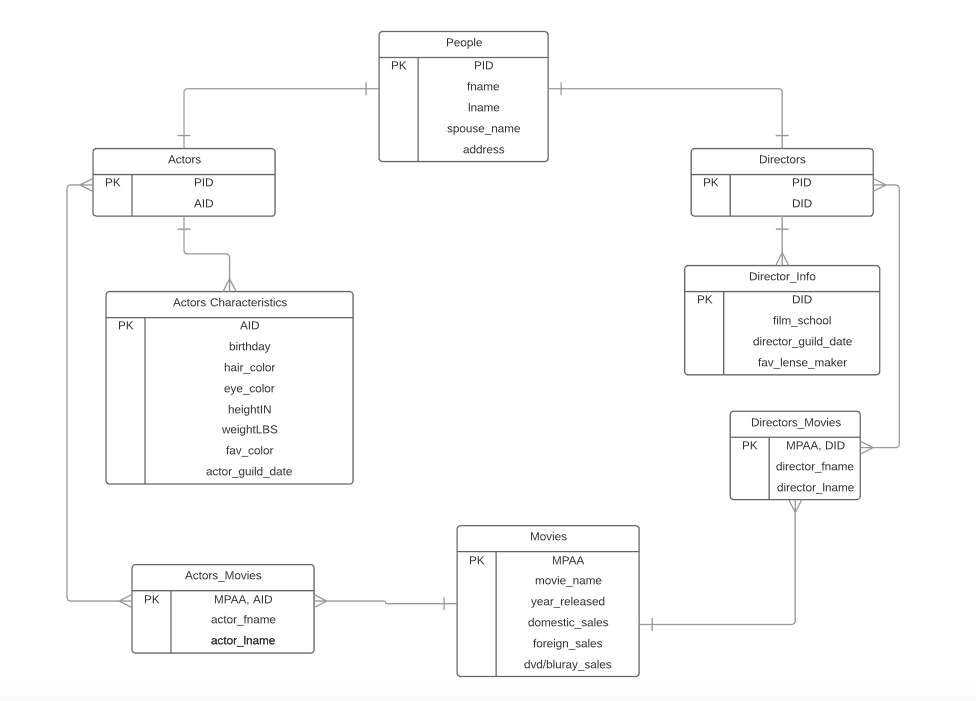 People
PK PID
fname
lname
spouse_name
address
Actors
PK PID
AID
Directors
PK PID
DID
Actors Characteristics
PK AID
birthday
hair_color
eye_color
heightIN
weightLBS
fav_color
actor_guild_date
Director_Info
PK DID
film_school
director_guild_date
fav_lense_maker
Directors_Movies
PK MPAA, DID
director_fname
director_lname
Movies
PK MPAA
movie_name
year_released
domestic_sales
foreign_sales
dvd/bluray_sales
Actors_Movies
PK MPAA, AID
actor_fname
actor_lname